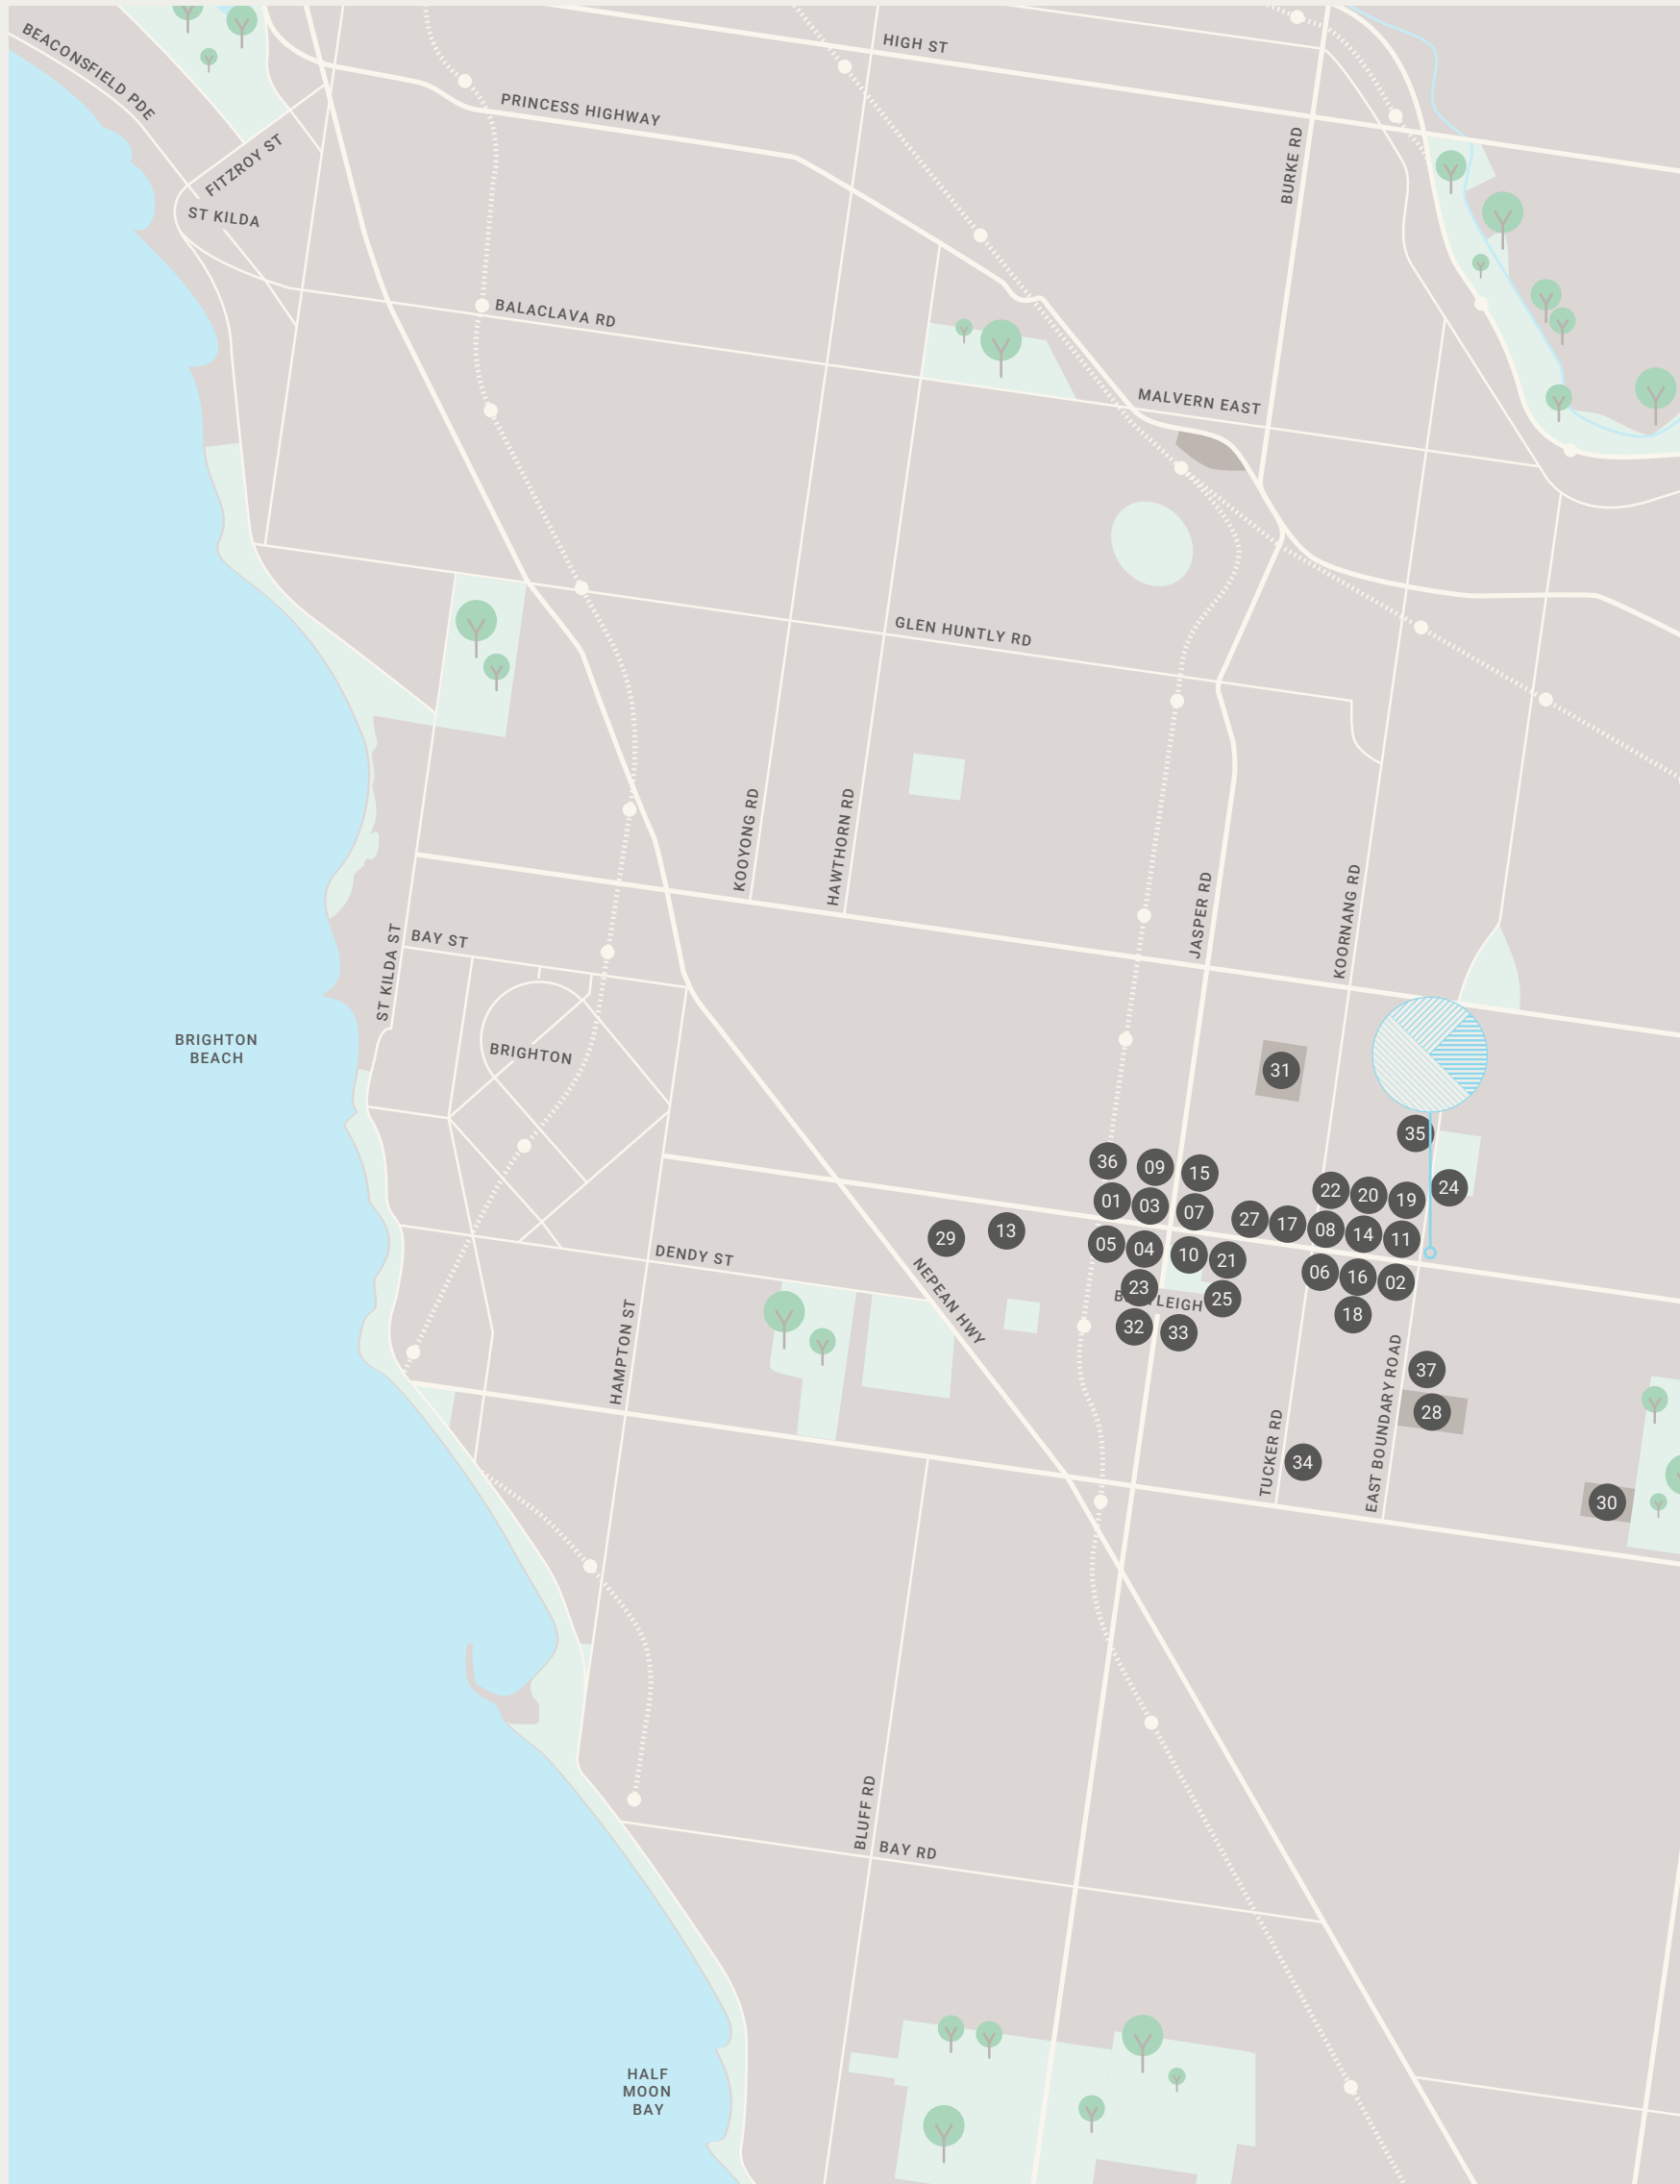 BEACONSFIELD PDE
HIGH ST
PRINCESS HIGHWAY
FITZROY ST
ST KILDA
BURKE RD
BALACLAVA RD
MALVERN EAST
GLEN HUNTLY RD
KOOYONG RD
HAWTHORN RD
JASPER RD
KOORNANG RD
ST KILDA ST
BAY ST
BRIGHTON
BEACH
BRIGHTON
31
35
36
09
15
22
20
19
24
01
03
07
27
17
08
14
11
29
13
05
04
10
21
DENDY ST
NEPEAN HWY
06
16
02
23
25
18
32
33
HAMPTON ST
EAST BOUNDARY ROAD
37
28
TUCKER RD
34
30
BLUFF RD
BAY RD
HALF
MOON
BAY